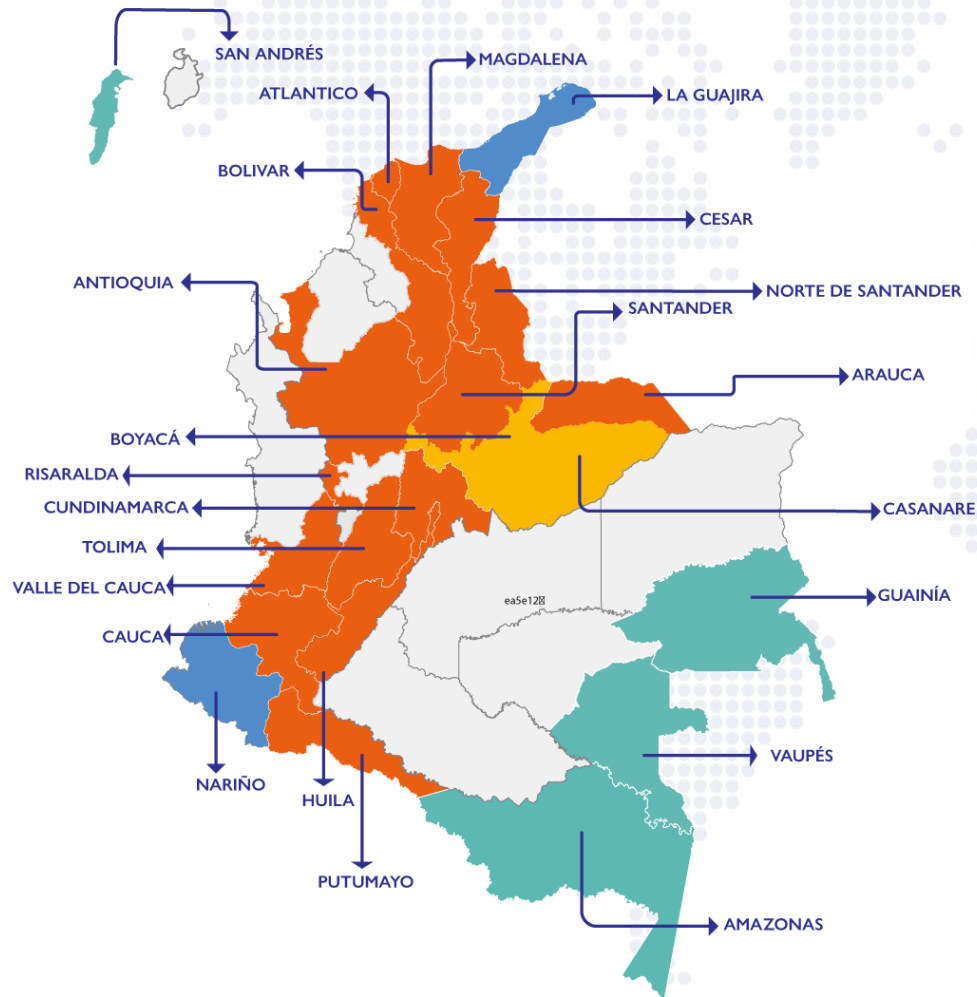 SAN ANDRÉS
MAGDALENA
ATLANTICO
LA GUAJIRA
BOLIVAR
CESAR
ANTIOQUIA
NORTE DE SANTANDER
SANTANDER
ARAUCA
BOYACÁ
RISARALDA
CUNDINAMARCA
CASANARE
TOLIMA
VALLE DEL CAUCA
GUAINÍA
ea5e12
CAUCA
VAUPÉS
NARIÑO
HUILA
PUTUMAYO
AMAZONAS